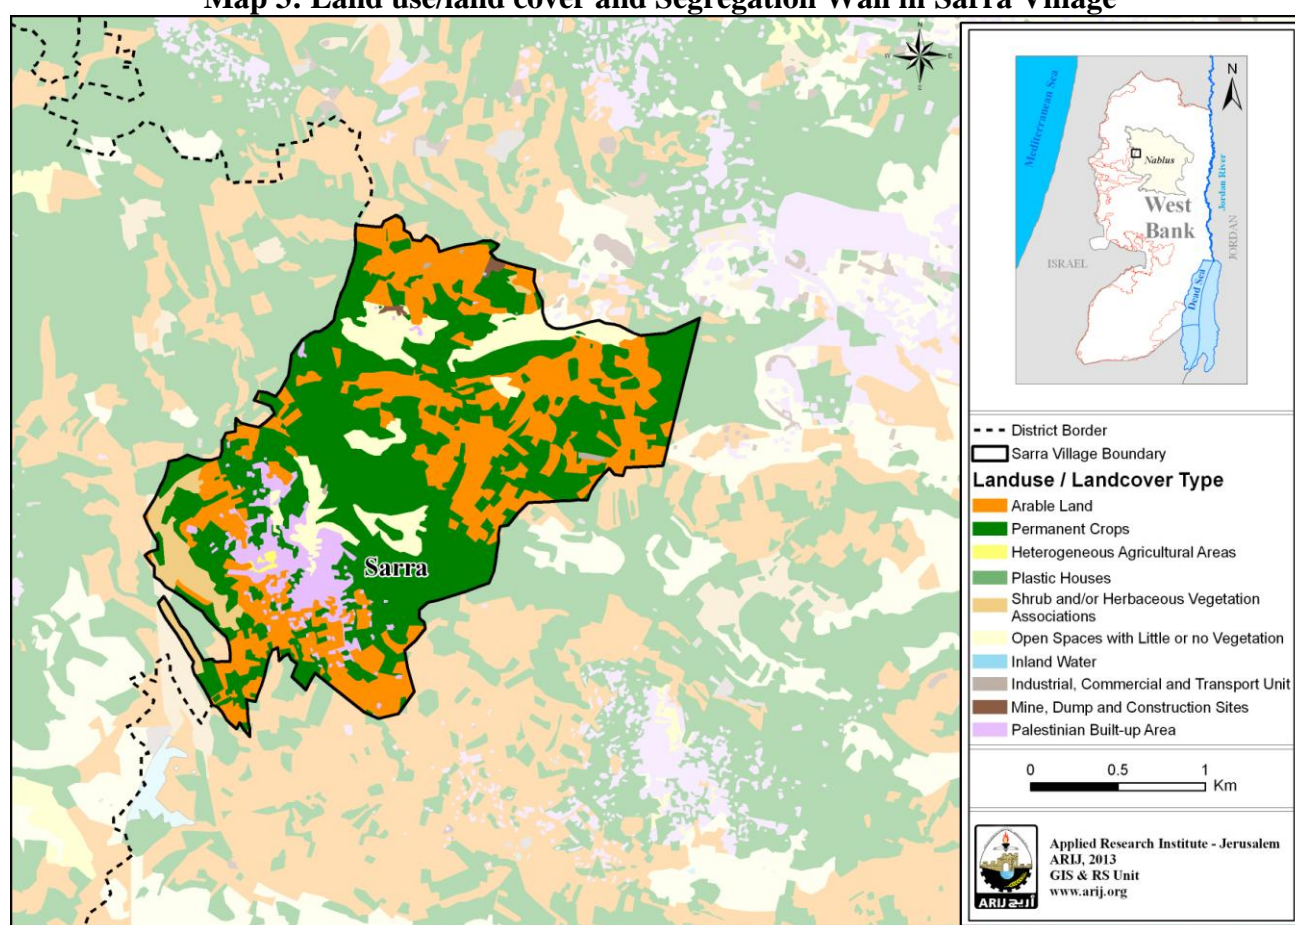 Map 3: Land use/land cover and Segregation Wall in Sarra Village
N
W
E
S
Sarra
N
Mediterranean Sea
Nablus
West
Bank
Jordan River
JORDAN
ISRAEL
Dead Sea
District Border
Sarra Village Boundary
Landuse / Landcover Type
Arable Land
Permanent Crops
Heterogeneous Agricultural Areas
Plastic Houses
Shrub and/or Herbaceous Vegetation
Associations
Open Spaces with Little or no Vegetation
Inland Water
Industrial, Commercial and Transport Unit
Mine, Dump and Construction Sites
Palestinian Built-up Area
0 0.5 1
Km
Applied Research Institute - Jerusalem
ARIJ, 2013
GIS & RS Unit
www.arij.org
ARIJ أريج